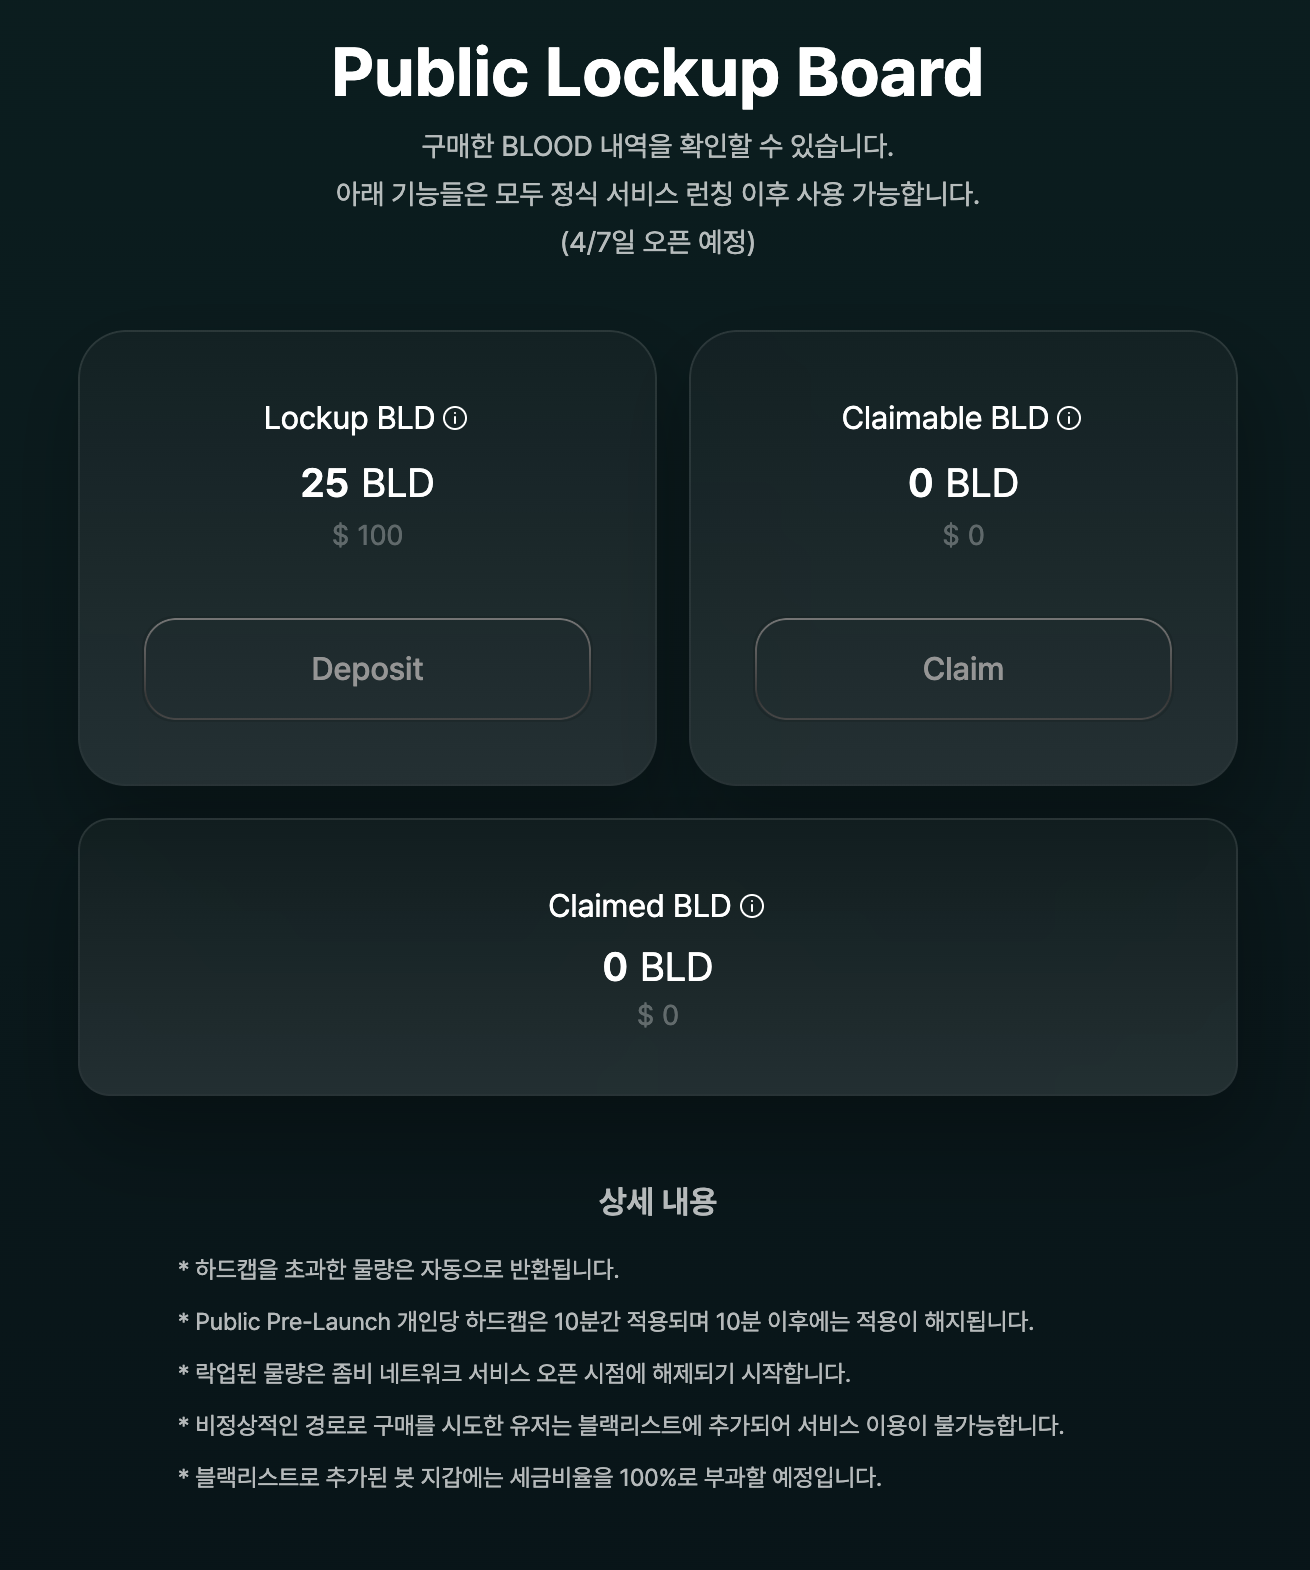 Public Lockup Board
구매한 BLOOD 내역을 확인할 수 있습니다.
아래 기능들은 모두 정식 서비스 런칭 이후 사용 가능합니다.
(4/7일 오픈 예정)
Lockup BLD
25 BLD
$ 100
Deposit
Claimable BLD
0 BLD
$ 0
Claim
Claimed BLD
0 BLD
$ 0
상세 내용
* 하드캡을 초과한 물량은 자동으로 반환됩니다.
* Public Pre-Launch 개인당 하드캡은 10분간 적용되며 10분 이후에는 적용이 해지됩니다.
* 락업된 물량은 좀비 네트워크 서비스 오픈 시점에 해제되기 시작합니다.
* 비정상적인 경로로 구매를 시도한 유저는 블랙리스트에 추가되어 서비스 이용이 불가능합니다.
* 블랙리스트로 추가된 봇 지갑에는 세금비율을 100%로 부과할 예정입니다.